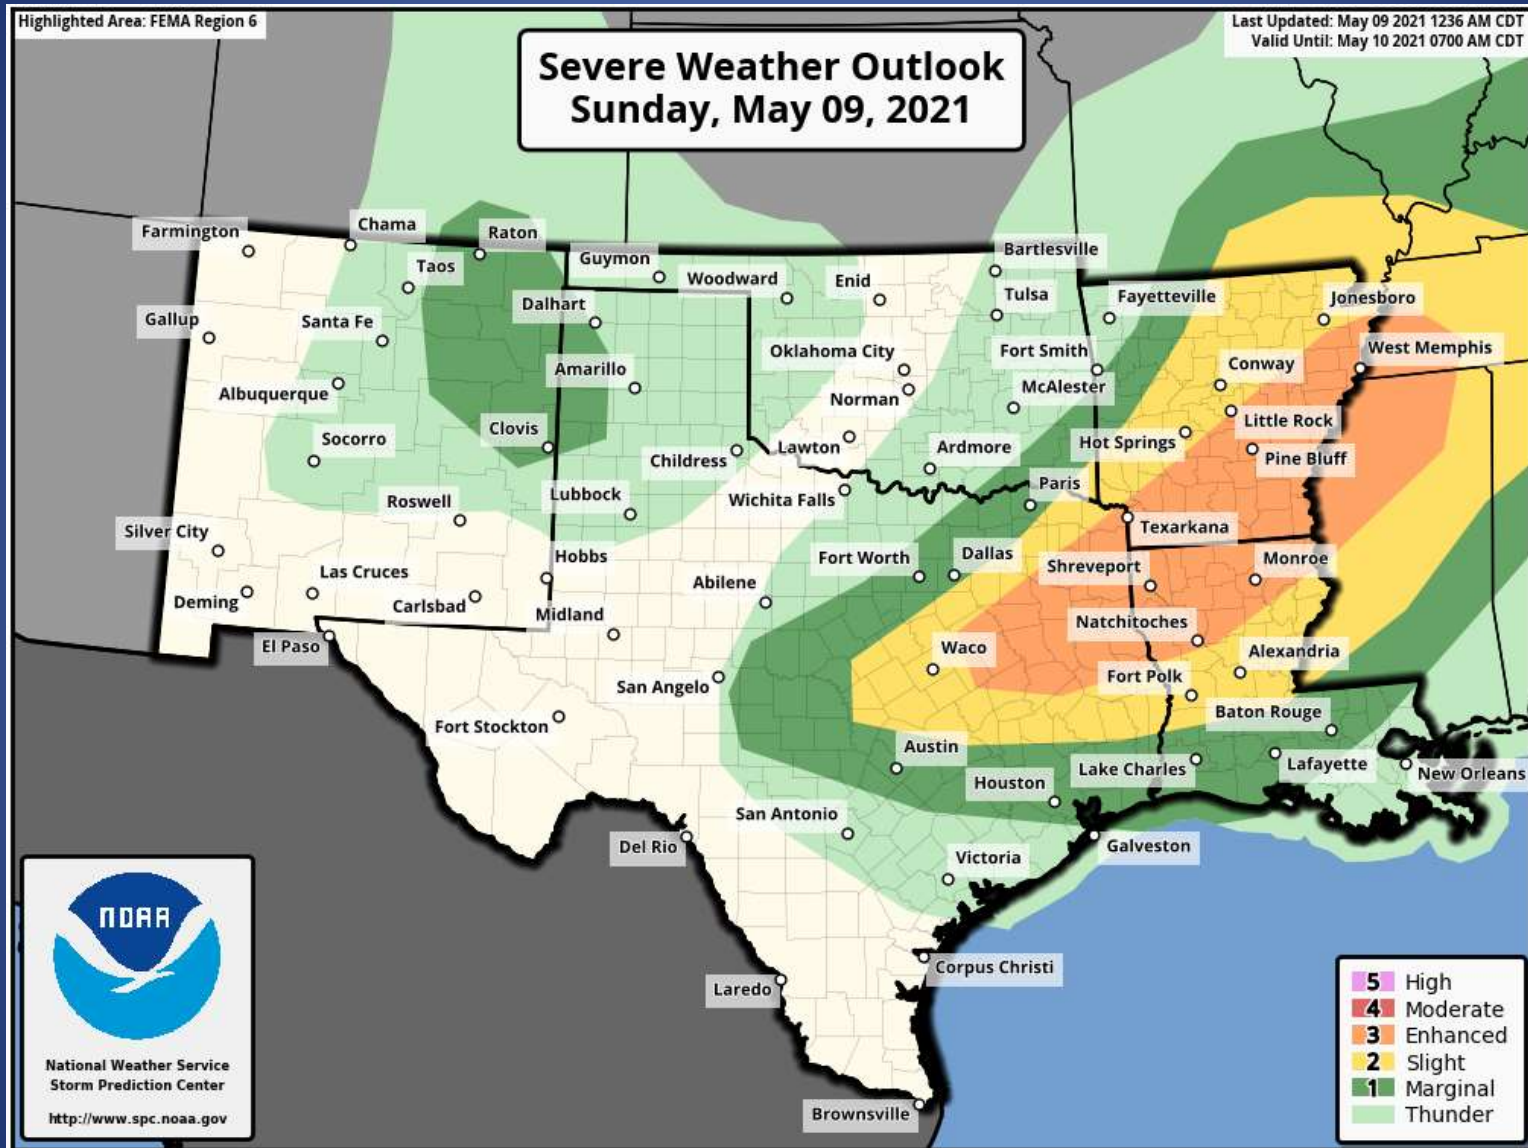 Highlighted Area: FEMA Region 6
Last Updated: May 09 2021 1236 AM CDT
Valid Until: May 10 2021 0700 AM CDT
Severe Weather Outlook
Sunday, May 09, 2021
Farmington
Chama
Raton
Taos
Guymon
Woodward
Enid
Bartlesville
Tulsa
Fayetteville
Jonesboro
Gallup
Santa Fe
Dalhart
Oklahoma City
Fort Smith
West Memphis
Albuquerque
Amarillo
Norman
McAlester
Conway
Little Rock
Socorro
Clovis
Childress
Lawton
Ardmore
Hot Springs
Pine Bluff
Roswell
Lubbock
Wichita Falls
Paris
Texarkana
Silver City
Hobbs
Fort Worth
Dallas
Shreveport
Monroe
Deming
Las Cruces
Carlsbad
Midland
Abilene
Natchitoches
El Paso
San Angelo
Waco
Fort Polk
Alexandria
Fort Stockton
Austin
Baton Rouge
Houston
Lake Charles
Lafayette
New Orleans
Del Rio
San Antonio
Galveston
Victoria
Laredo
Corpus Christi
Brownsville
NOAA
National Weather Service
Storm Prediction Center
http://www.spc.noaa.gov
5 High
4 Moderate
3 Enhanced
2 Slight
1 Marginal
Thunder